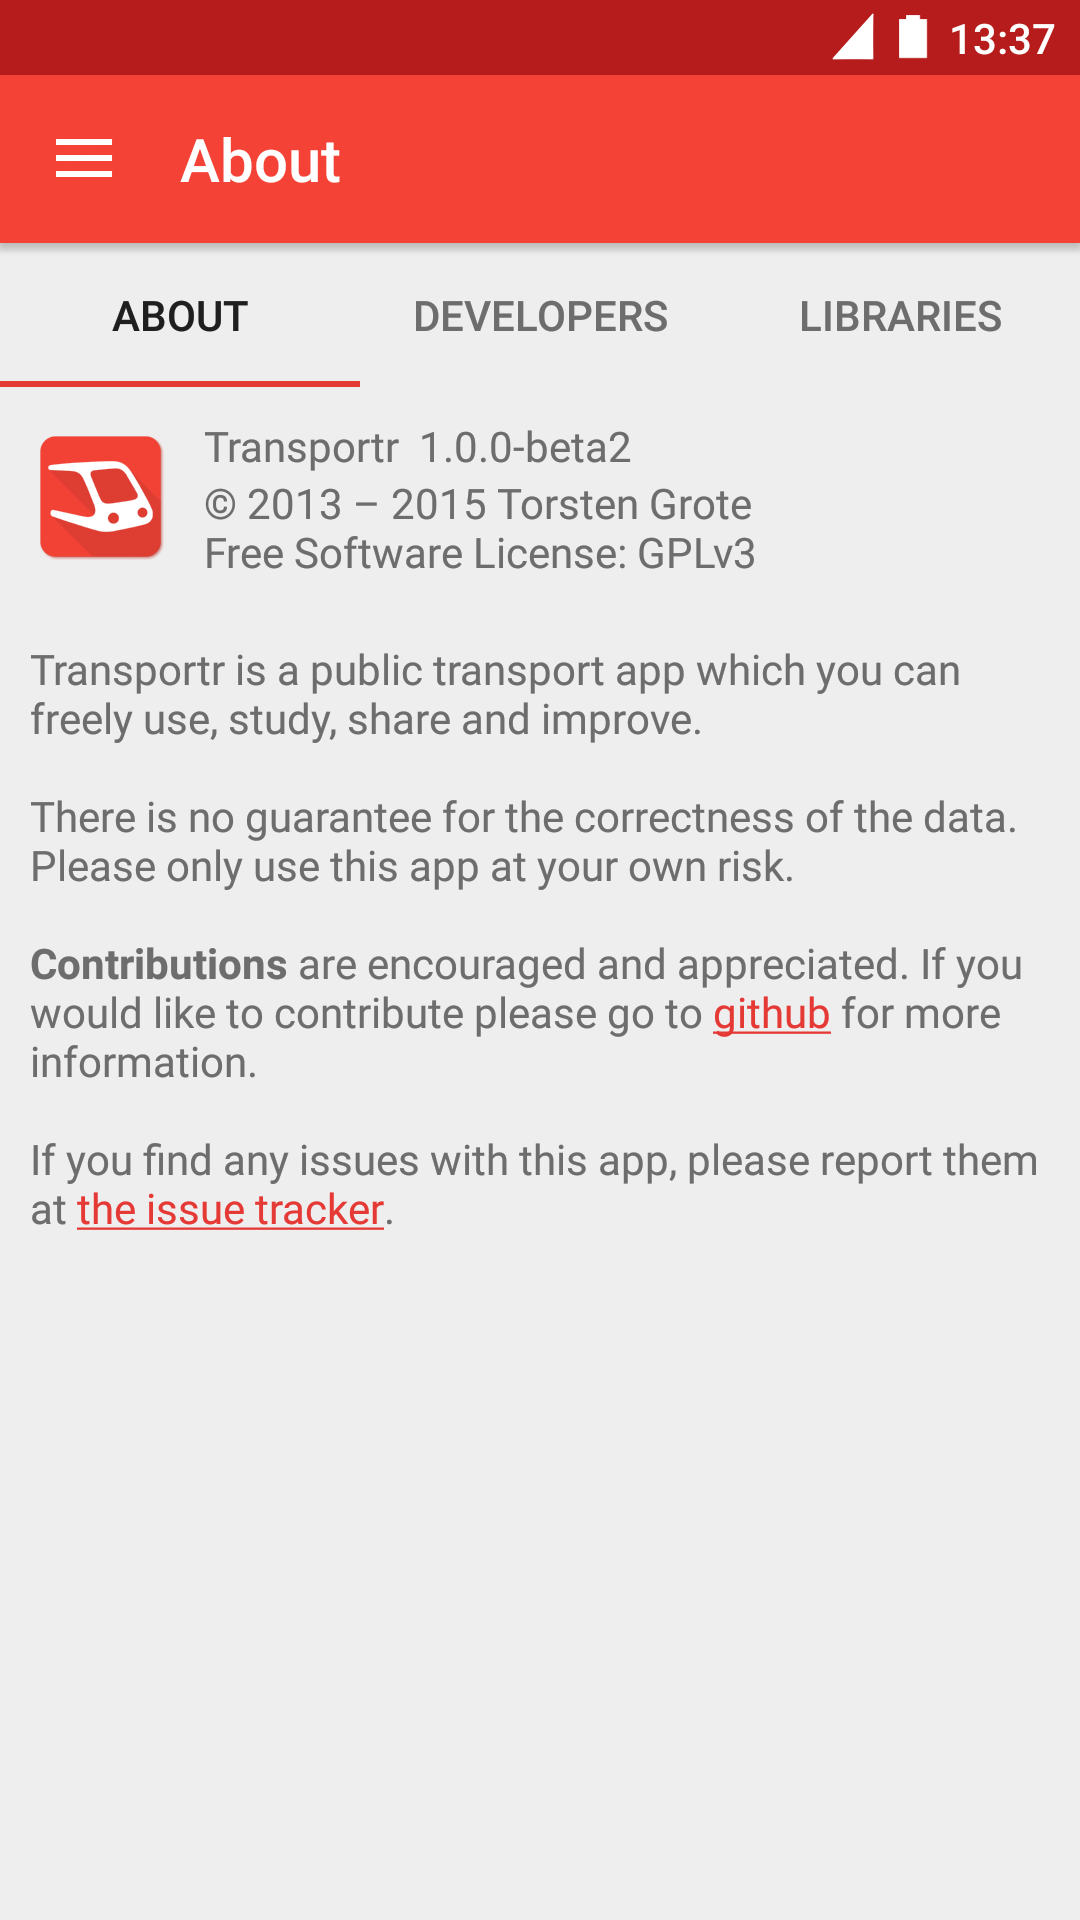 13:37
About
ABOUT DEVELOPERS LIBRARIES
Transportr 1.0.0-beta2
© 2013 – 2015 Torsten Grote
Free Software License: GPLv3
Transportr is a public transport app which you can
freely use, study, share and improve.
There is no guarantee for the correctness of the data.
Please only use this app at your own risk.
Contributions are encouraged and appreciated. If you
would like to contribute please go to github for more
information.
If you find any issues with this app, please report them
at the issue tracker.